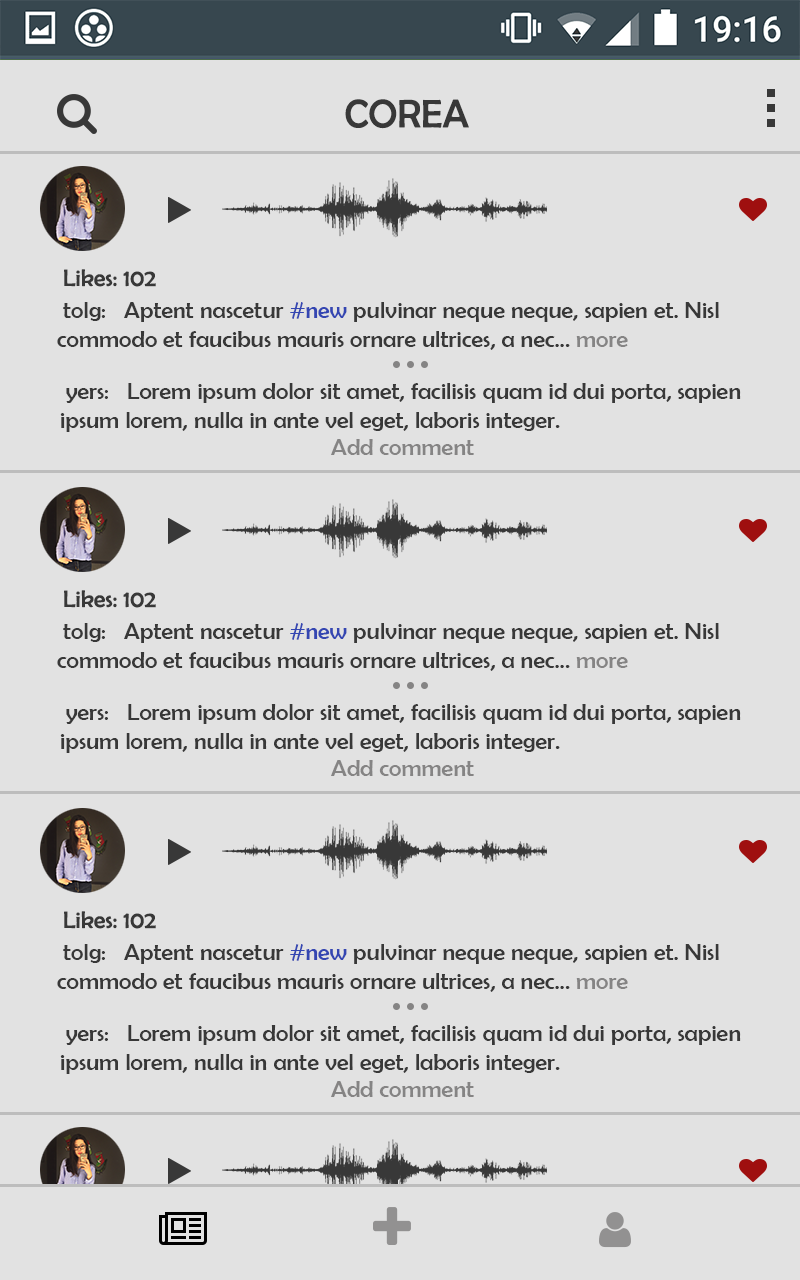 19:16
COREA
Likes: 102
tolg: Aptent nascetur #new pulvinar neque neque, sapien et. Nisl
commodo et faucibus mauris ornare ultrices, a nec... more
yers: Lorem ipsum dolor sit amet, facilisis quam id dui porta, sapien
ipsum lorem, nulla in ante vel eget, laboris integer.
Add comment
Likes: 102
tolg: Aptent nascetur #new pulvinar neque neque, sapien et. Nisl
commodo et faucibus mauris ornare ultrices, a nec... more
yers: Lorem ipsum dolor sit amet, facilisis quam id dui porta, sapien
ipsum lorem, nulla in ante vel eget, laboris integer.
Add comment
Likes: 102
tolg: Aptent nascetur #new pulvinar neque neque, sapien et. Nisl
commodo et faucibus mauris ornare ultrices, a nec... more
yers: Lorem ipsum dolor sit amet, facilisis quam id dui porta, sapien
ipsum lorem, nulla in ante vel eget, laboris integer.
Add comment